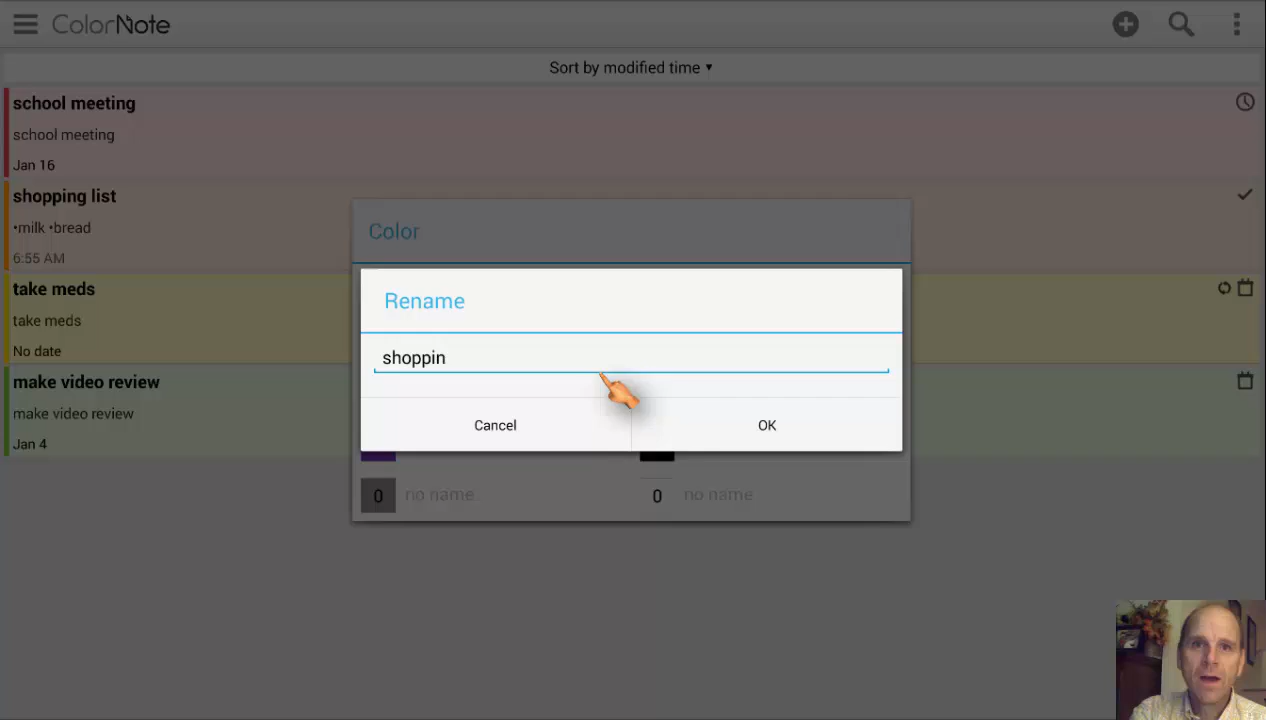 ColorNote
Sort by modified time
school meeting
school meeting
Jan 16
shopping list
•milk •bread
6:55 AM
take meds
take meds
No date
make video review
make video review
Jan 4
Color
Rename
shoppin
Cancel
OK
0 no name
0 no name